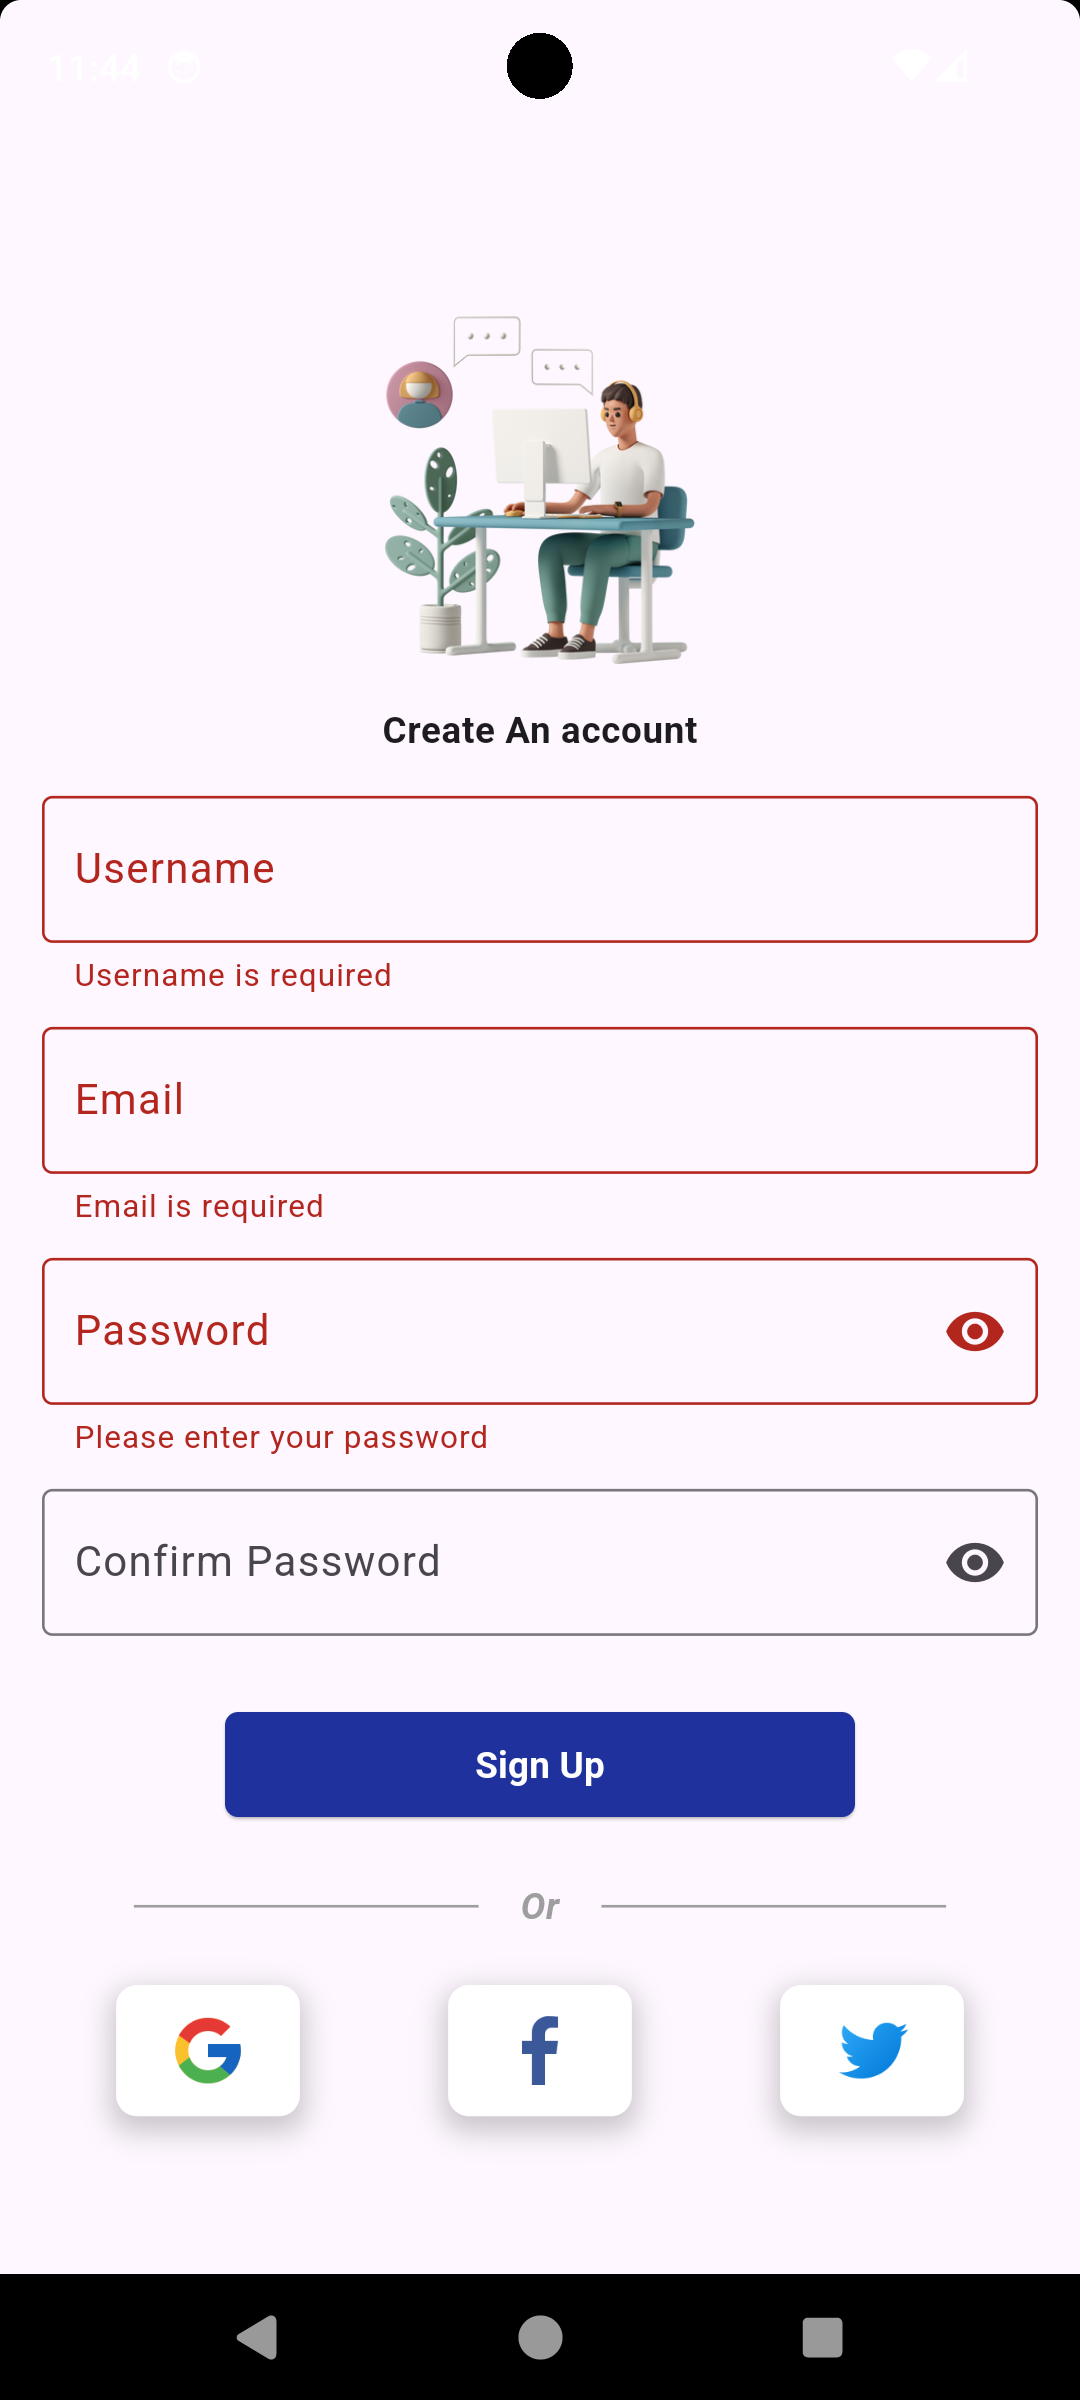 11:44
Create An account
Username
Username is required
Email
Email is required
Password
Please enter your password
Confirm Password
Sign Up
Or